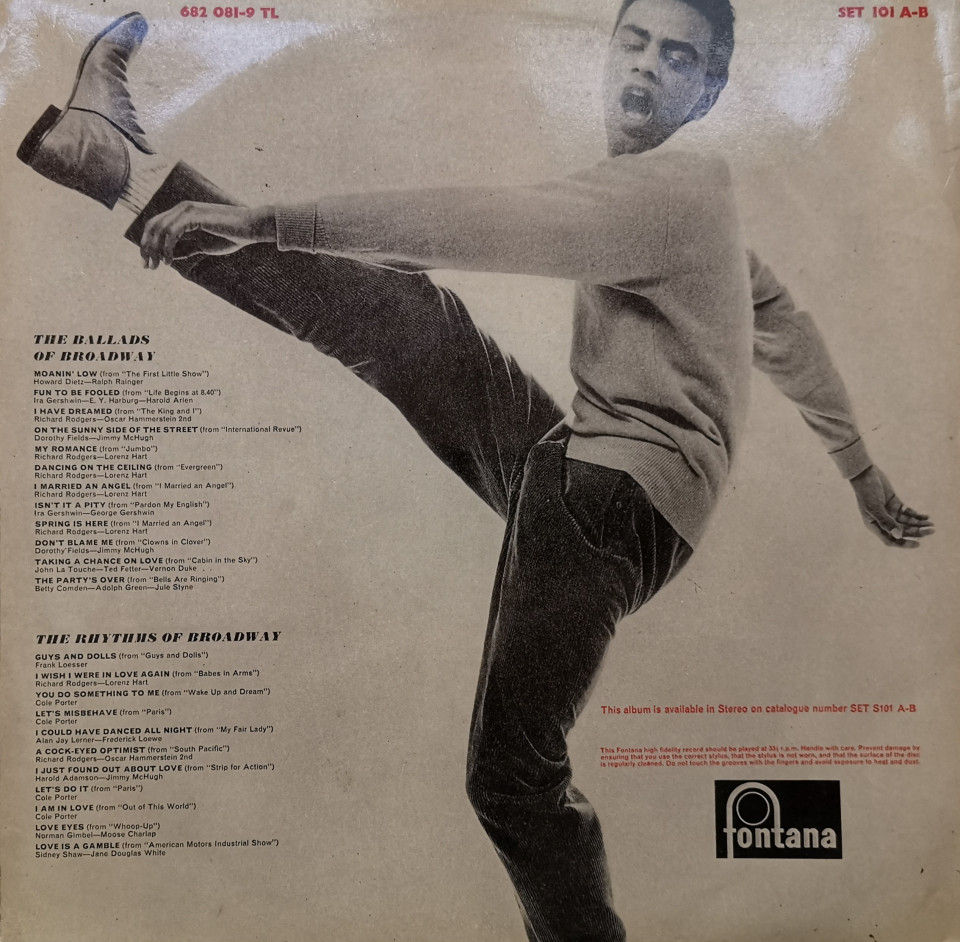 682 081-9 TL
SET 101 A-B
THE BALLADS
OF BROADWAY
MOANIN' LOW (from "The First Little Show")
Howard Dietz—Ralph Rainger
FUN TO BE FOOLED (from "Life Begins at 8.40")
Ira Gershwin—E. Y. Harburg—Harold Arlen
I HAVE DREAMED (from "The King and I")
Richard Rodgers—Oscar Hammerstein 2nd
ON THE SUNNY SIDE OF THE STREET (from "International Revue")
Dorothy Fields—Jimmy McHugh
MY ROMANCE (from "Jumbo")
Richard Rodgers—Lorenz Hart
DANCING ON THE CEILING (from "Evergreen")
Richard Rodgers—Lorenz Hart
I MARRIED AN ANGEL (from "I Married an Angel")
Richard Rodgers—Lorenz Hart
ISN'T IT A PITY (from "Pardon My English")
Ira Gershwin—George Gershwin
SPRING IS HERE (from "I Married an Angel")
Richard Rodgers—Lorenz Hart
DON'T BLAME ME (from "Clowns in Clover")
Dorothy Fields—Jimmy McHugh
TAKING A CHANCE ON LOVE (from "Cabin in the Sky")
John La Touche—Ted Fetter—Vernon Duke
THE PARTY'S OVER (from "Bells Are Ringing")
Betty Comden—Adolph Green—Jule Styne
THE RHYTHMS OF BROADWAY
GUYS AND DOLLS (from "Guys and Dolls")
Frank Loesser
I WISH I WERE IN LOVE AGAIN (from "Babes in Arms")
Richard Rodgers—Lorenz Hart
YOU DO SOMETHING TO ME (from "Wake Up and Dream")
Cole Porter
LET'S MISBEHAVE (from "Paris")
Cole Porter
I COULD HAVE DANCED ALL NIGHT (from "My Fair Lady")
Alan Jay Lerner—Frederick Loewe
A COCK-EYED OPTIMIST (from "South Pacific")
Richard Rodgers—Oscar Hammerstein 2nd
I JUST FOUND OUT ABOUT LOVE (from "Strip for Action")
Harold Adamson—Jimmy McHugh
LET'S DO IT (from "Paris")
Cole Porter
I AM IN LOVE (from "Out of This World")
Cole Porter
LOVE EYES (from "Whoop-Up")
Norman Gimbel—Moose Charlap
LOVE IS A GAMBLE (from "American Motors Industrial Show")
Sidney Shaw—Jane Douglas White
This album is available in Stereo on catalogue number SET S101 A-B
This Fontana high fidelity record should be played at 33⅓ r.p.m. Handle with care. Prevent damage by
ensuring that you use the correct stylus, that the stylus is not worn, and that the surface of the disc
is regularly cleaned. Do not touch the grooves with the fingers and avoid exposure to heat and dust.
fontana